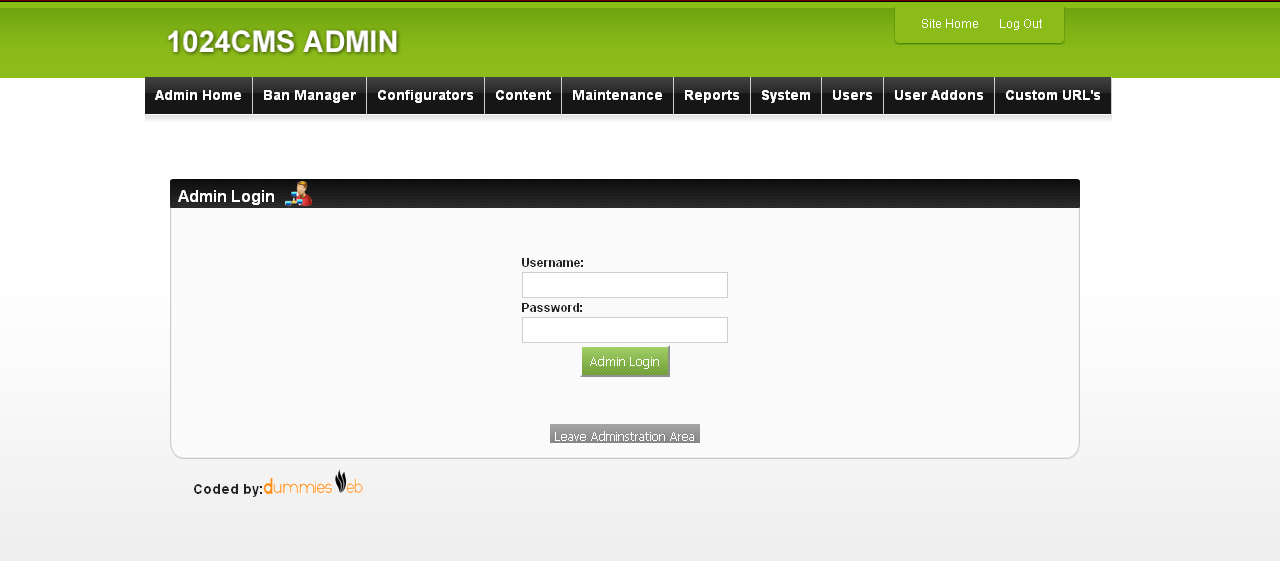 Site Home Log Out
1024CMS ADMIN
Admin Home Ban Manager Configurators Content Maintenance Reports System Users User Addons Custom URL's
Admin Login
Username:
Password:
Admin Login
Leave Adminstration Area
Coded by:dummies Web